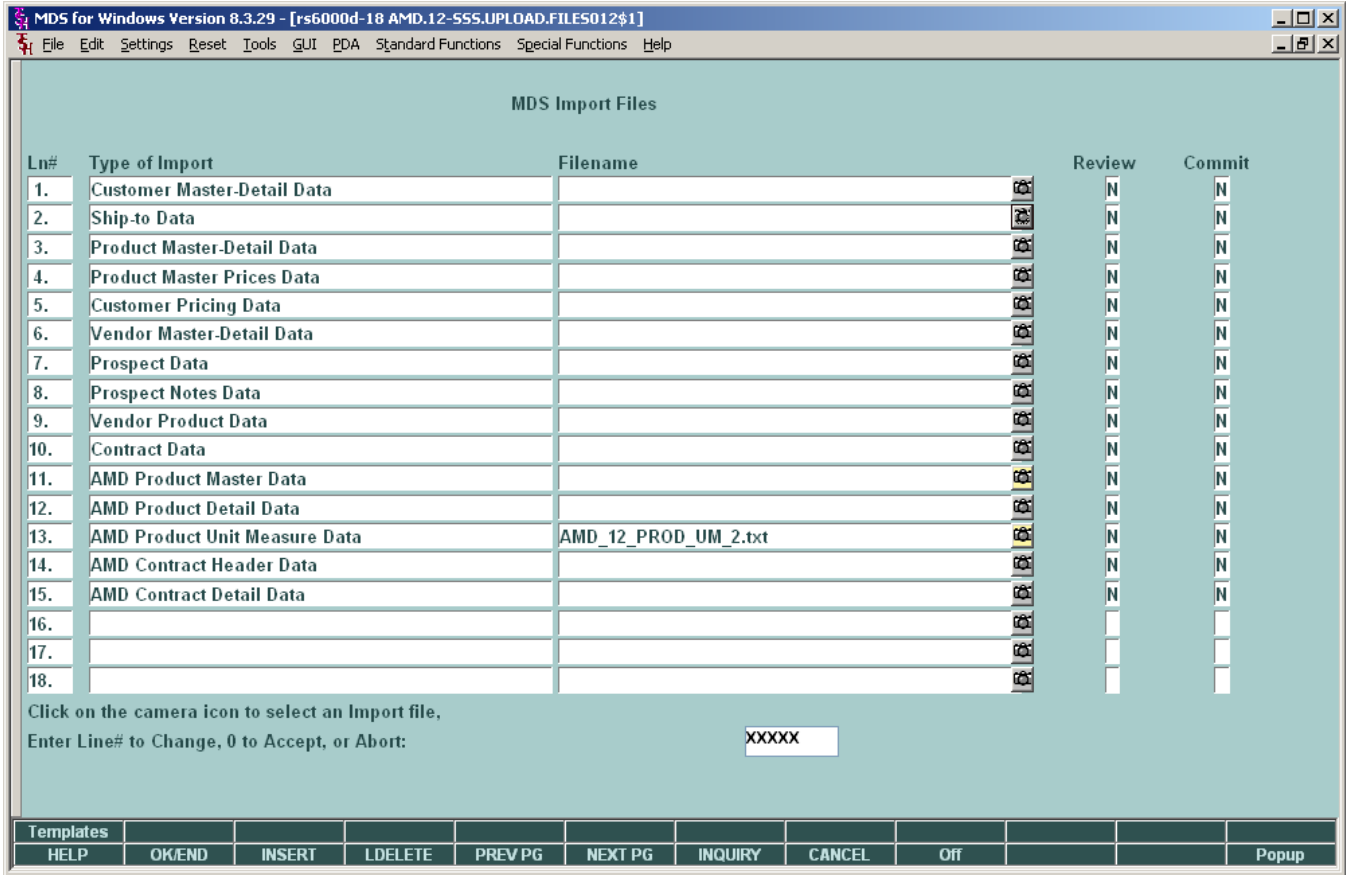 MDS for Windows Version 8.3.29 - [rs6000d-18 AMD.12-SSS.UPLOAD.FILES012$1]
File Edit Settings Reset Tools GUI PDA Standard Functions Special Functions Help
MDS Import Files
Ln# Type of Import Filename Review Commit
1. Customer Master-Detail Data N N
2. Ship-to Data N N
3. Product Master-Detail Data N N
4. Product Master Prices Data N N
5. Customer Pricing Data N N
6. Vendor Master-Detail Data N N
7. Prospect Data N N
8. Prospect Notes Data N N
9. Vendor Product Data N N
10. Contract Data N N
11. AMD Product Master Data N N
12. AMD Product Detail Data N N
13. AMD Product Unit Measure Data AMD_12_PROD_UM_2.txt N N
14. AMD Contract Header Data N N
15. AMD Contract Detail Data N N
16.
17.
18.
Click on the camera icon to select an Import file,
Enter Line# to Change, 0 to Accept, or Abort: XXXXX
Templates
HELP OK/END INSERT LDELETE PREV PG NEXT PG INQUIRY CANCEL Off Popup